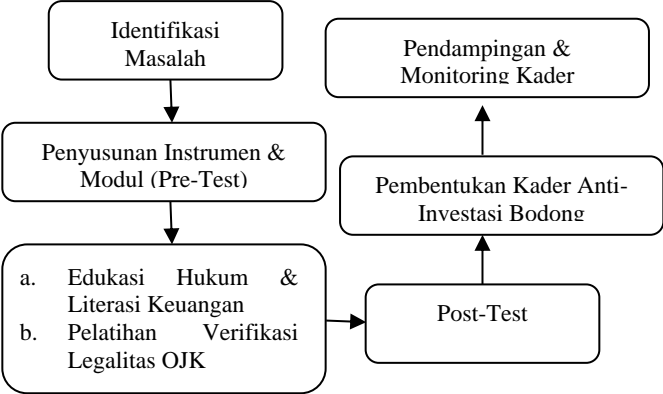 Identifikasi
Masalah
Penyusunan Instrumen &
Modul (Pre-Test)
a. Edukasi Hukum &
Literasi Keuangan
b. Pelatihan Verifikasi
Legalitas OJK
Post-Test
Pembentukan Kader Anti-
Investasi Bodong
Pendampingan &
Monitoring Kader